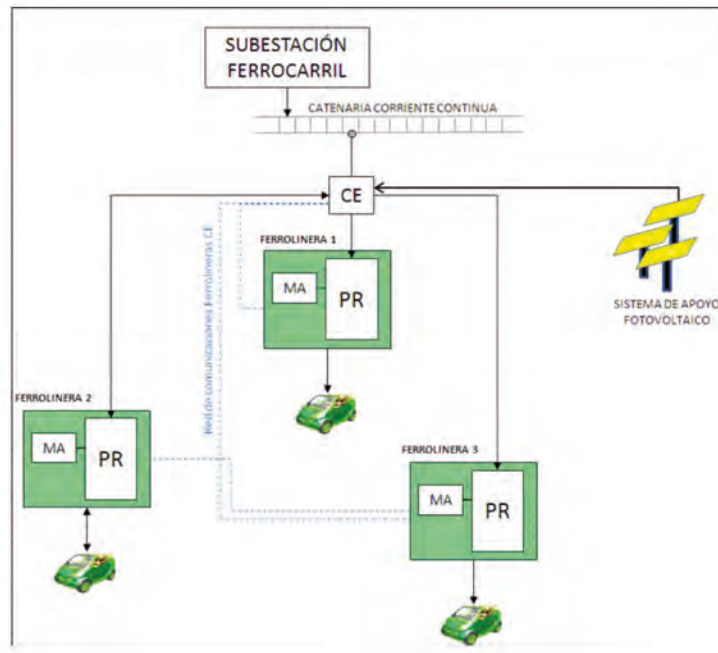 SUBESTACIÓN
FERROCARRIL
CATENARIA CORRIENTE CONTINUA
CE
FERROLINERA 1
MA
PR
Red de comunicaciones Ferrolineras CE
SISTEMA DE APOYO
FOTOVOLTAICO
FERROLINERA 2
MA
PR
FERROLINERA 3
MA
PR